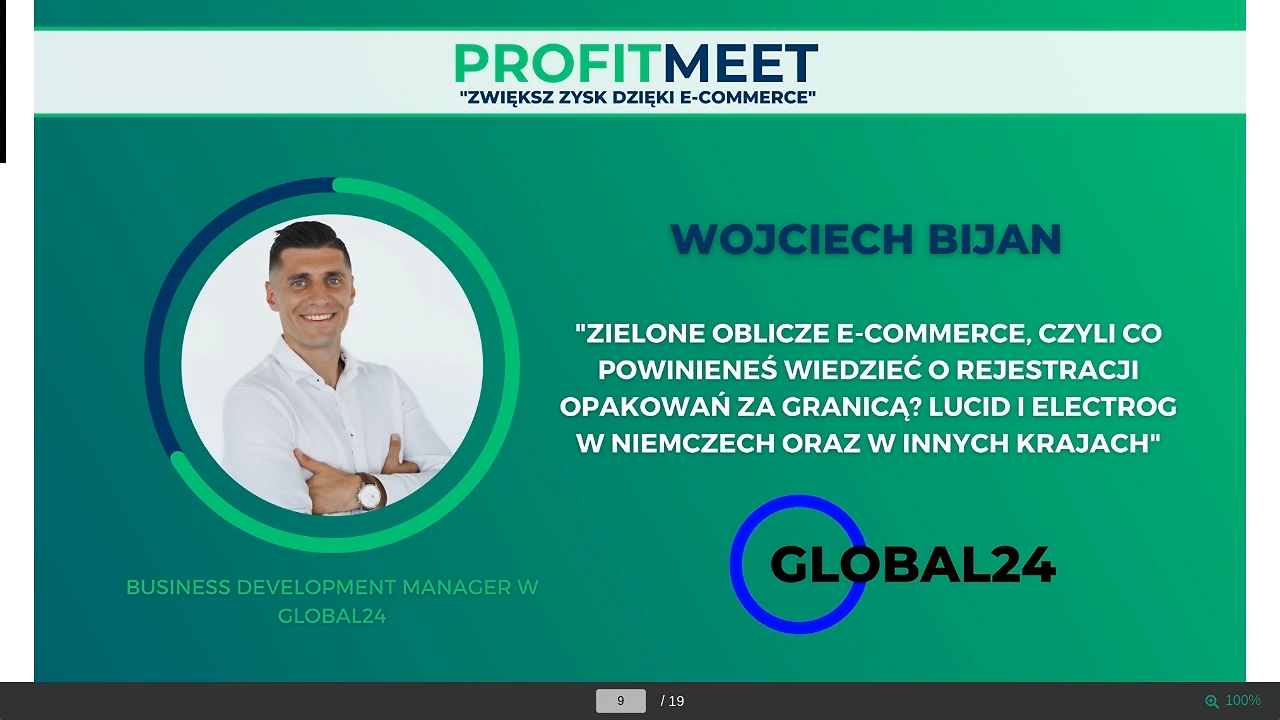 PROFITMEET
"ZWIĘKSZ ZYSK DZIĘKI E-COMMERCE"
WOJCIECH BIJAN
"ZIELONE OBLICZE E-COMMERCE, CZYLI CO
POWINIENEŚ WIEDZIEĆ O REJESTRACJI
OPAKOWAŃ ZA GRANICĄ? LUCID I ELECTROG
W NIEMCZECH ORAZ W INNYCH KRAJACH"
GLOBAL24
BUSINESS DEVELOPMENT MANAGER W
GLOBAL24
9 / 19
100%